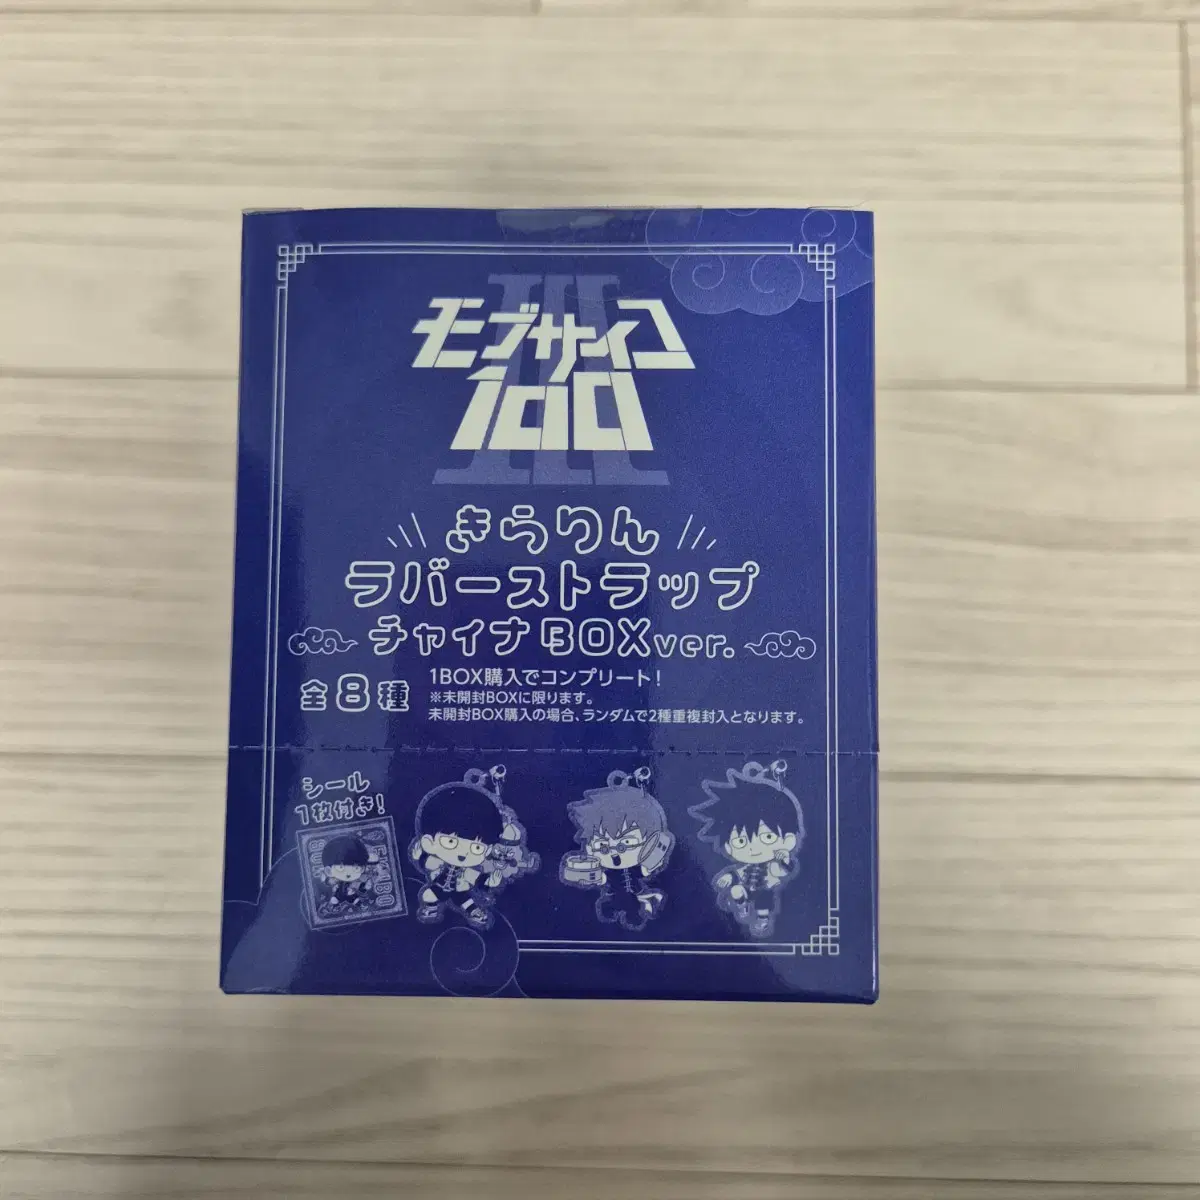 モブサイコ
100
III
きらりん
ラバーストラップ
チャイナBOXver.
全8種
1BOX購入でコンプリート!
※未開封BOXに限ります。
未開封BOX購入の場合、ランダムで2種重複封入となります。
シール
1枚付き!